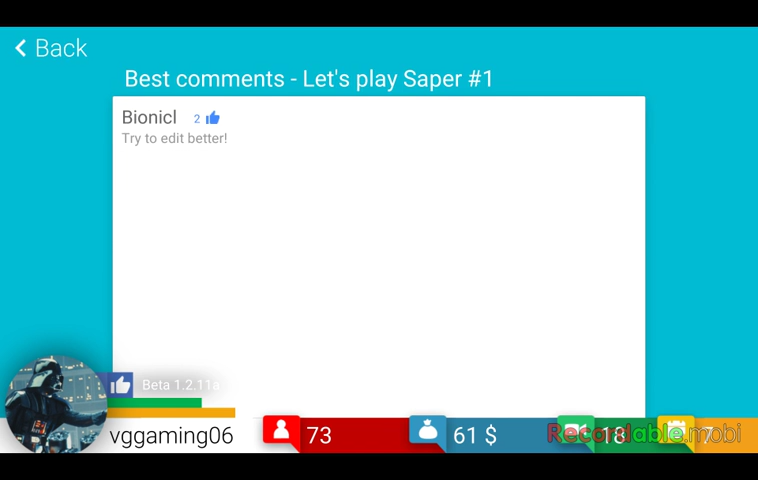 Back
Best comments - Let's play Saper #1
Bionicl 2
Try to edit better!
Beta 1.2.11a
vggaming06 73 61 $ 18 7
Recordable.mobi